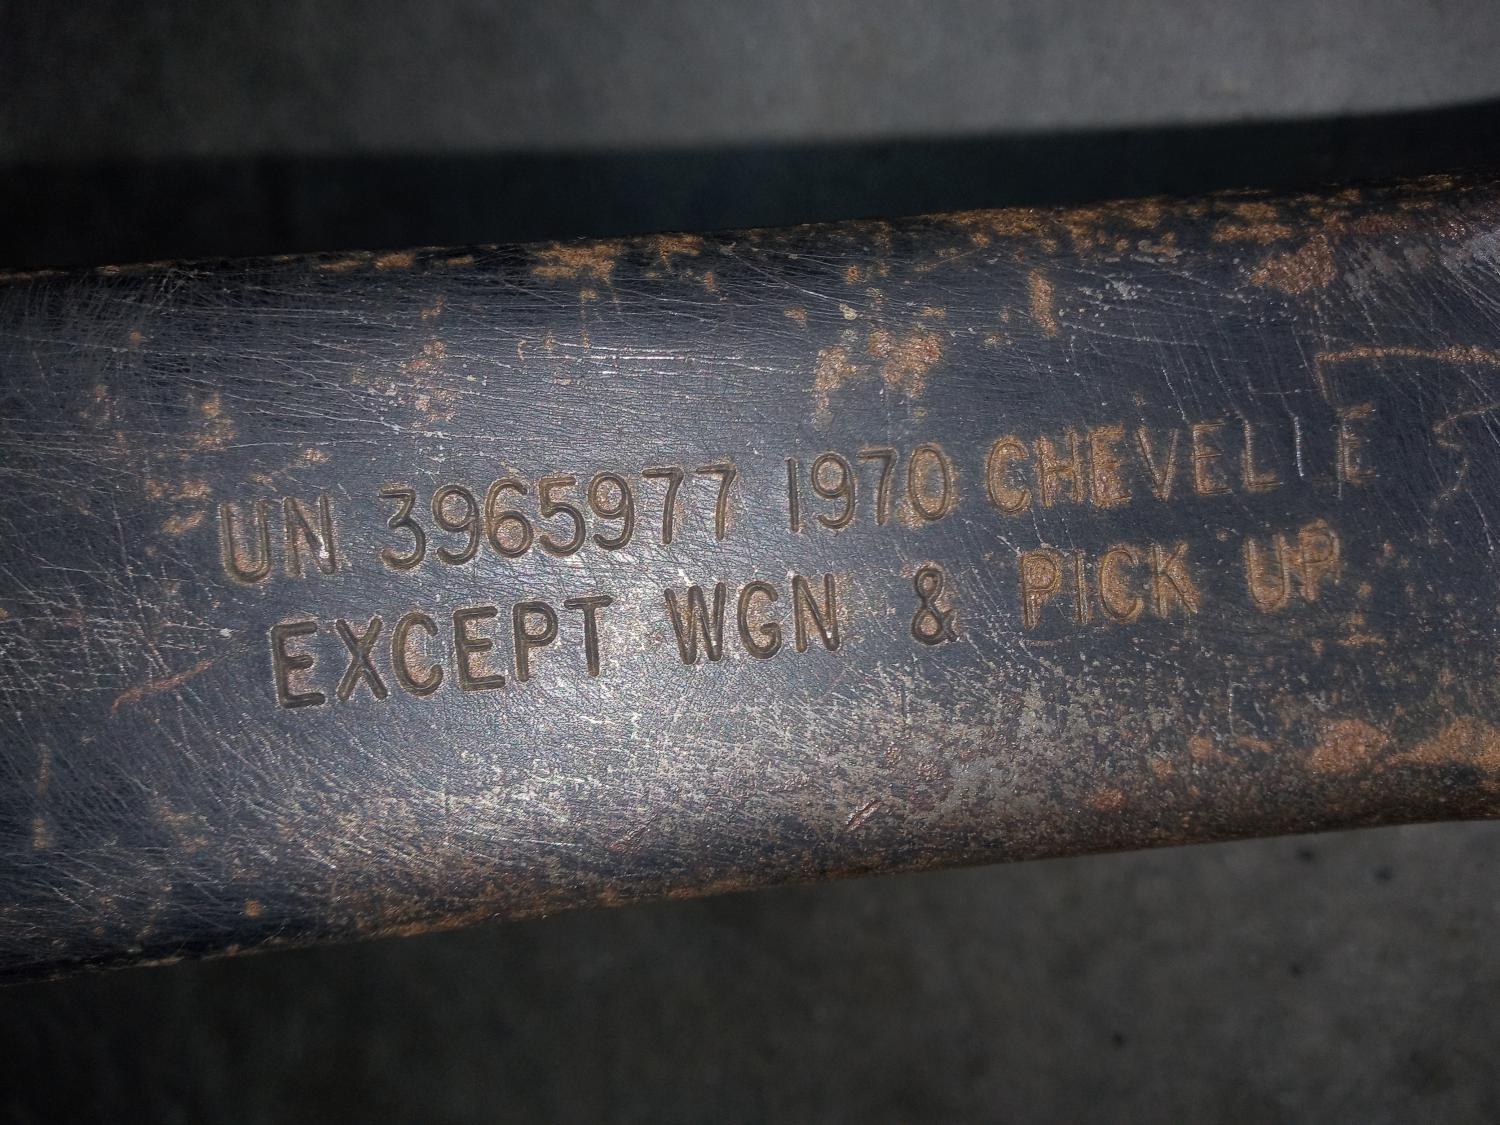 UN 3965977 1970 CHEVELLE
EXCEPT WGN & PICK UP